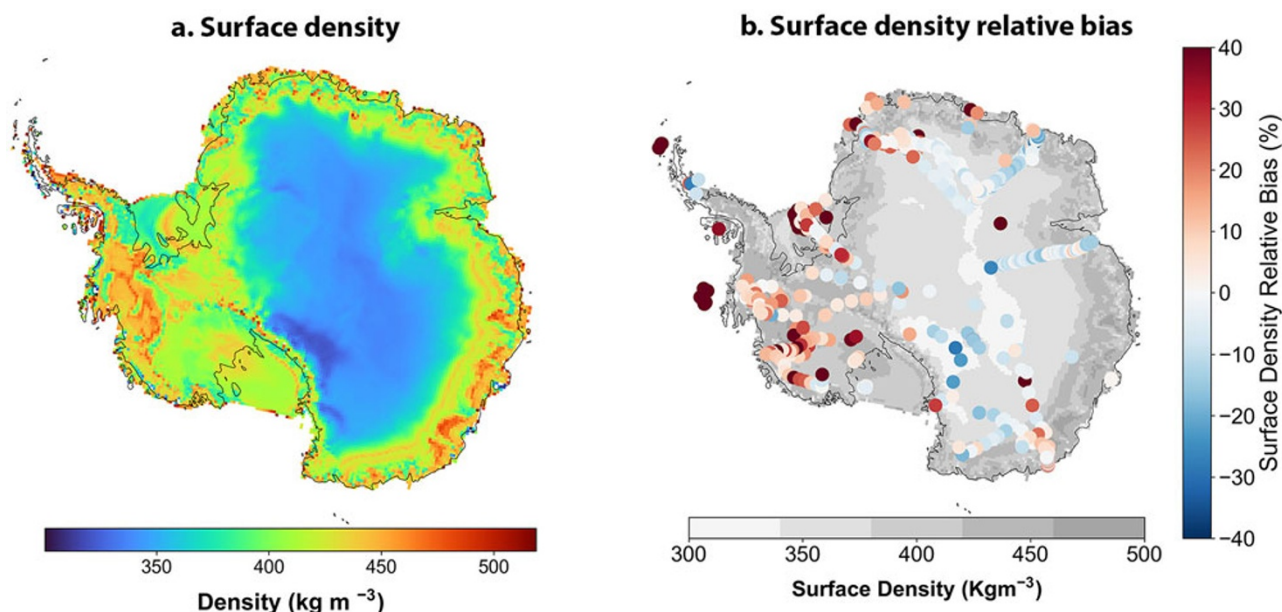 a. Surface density
b. Surface density relative bias
40
30
20
10
0
−10
−20
−30
−40
Surface Density Relative Bias (%)
350 400 450 500
Density (kg m ⁻³)
300 350 400 450 500
Surface Density (Kgm⁻³)